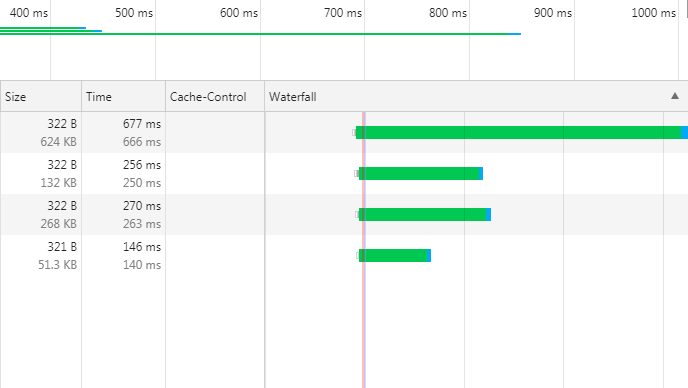 400 ms 500 ms 600 ms 700 ms 800 ms 900 ms 1000 ms
Size Time Cache-Control Waterfall
322 B 677 ms
624 KB 666 ms
322 B 256 ms
132 KB 250 ms
322 B 270 ms
268 KB 263 ms
321 B 146 ms
51.3 KB 140 ms